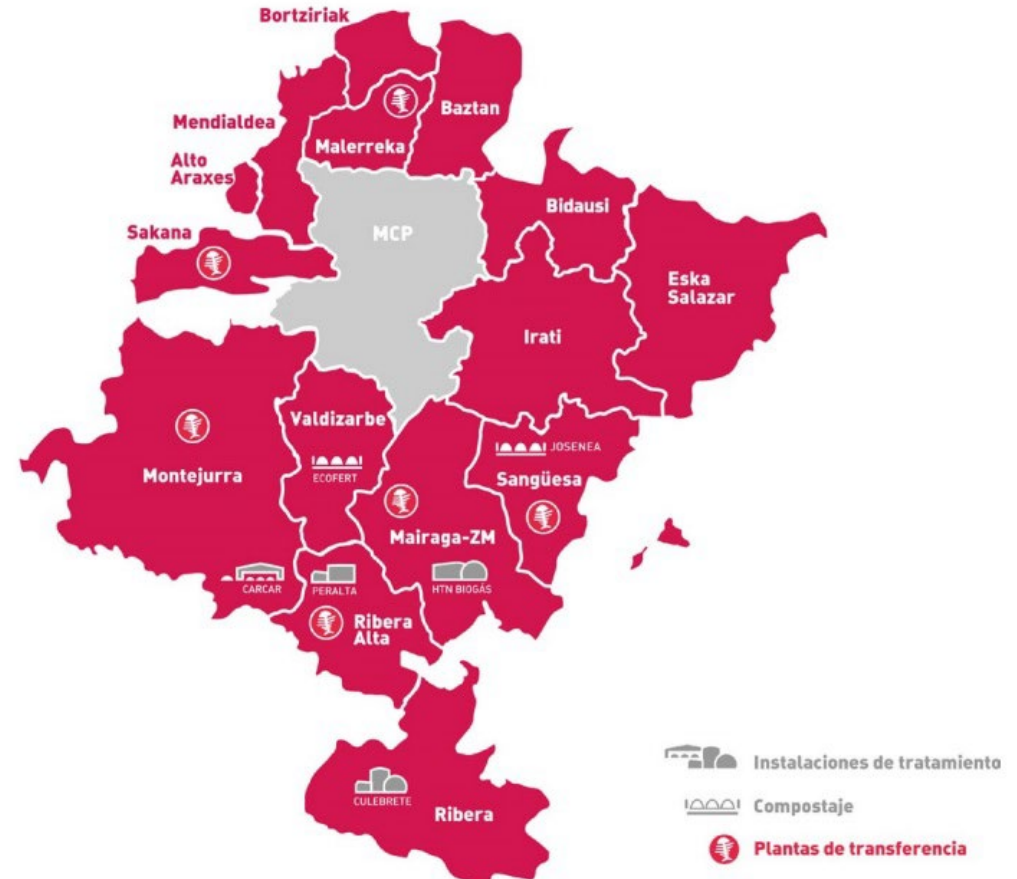 Bortziriak
Baztan
Mendialdea
Malerreka
Alto
Araxes
Bidausi
Sakana
MCP
Eska
Salazar
Irati
Valdizarbe
ECOFERT
JOSENEA
Sangüesa
Montejurra
Mairaga-ZM
CARCAR
PERALTA
HTN BIOGÁS
Ribera
Alta
CULEBRETE
Ribera
Instalaciones de tratamiento
Compostaje
Plantas de transferencia